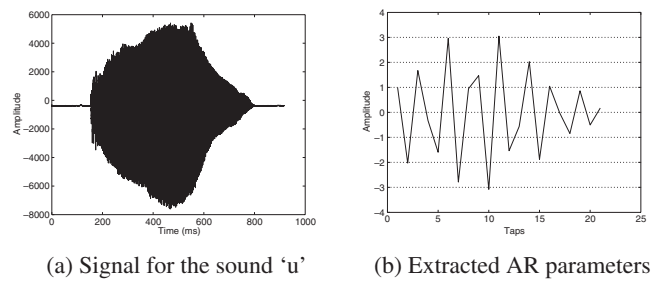 6000
4000
2000
0
−2000
−4000
−6000
−8000
0 200 400 600 800 1000
Amplitude
Time (ms)
4
3
2
1
0
−1
−2
−3
−4
0 5 10 15 20 25
Amplitude
Taps
(a) Signal for the sound ‘u’
(b) Extracted AR parameters